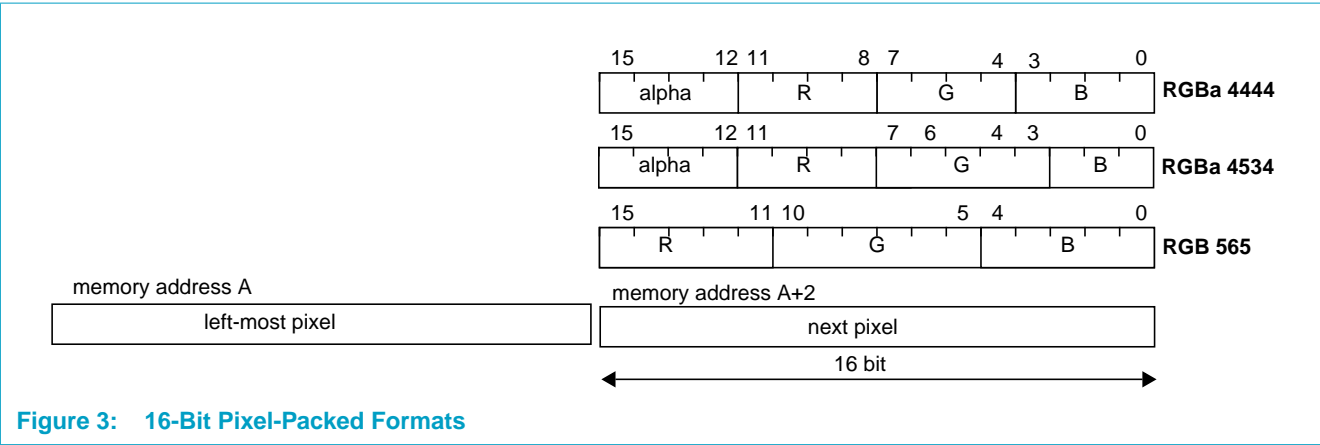 15 12 11 8 7 4 3 0
alpha R G B RGBa 4444
15 12 11 7 6 4 3 0
alpha R G B RGBa 4534
15 11 10 5 4 0
R G B RGB 565
memory address A memory address A+2
left-most pixel next pixel
16 bit
Figure 3: 16-Bit Pixel-Packed Formats